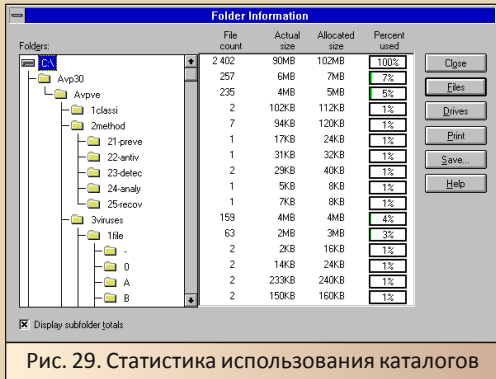 Folder Information
File Actual Allocated Percent
Folders: count size size used
C:\ 2 402 90MB 102MB 100%
Avp30 257 6MB 7MB 7%
Avpve 235 4MB 5MB 5%
1classi 2 102KB 112KB 1%
2method 7 94KB 120KB 1%
21-preve 1 17KB 24KB 1%
22-antiv 1 31KB 32KB 1%
23-detec 2 29KB 40KB 1%
24-analy 1 5KB 8KB 1%
25-recov 1 7KB 8KB 1%
3viruses 159 4MB 4MB 4%
1file 63 2MB 3MB 3%
- 2 2KB 16KB 1%
0 2 14KB 24KB 1%
A 2 233KB 240KB 1%
B 2 150KB 160KB 1%
Close
Files
Drives
Print
Save...
Help
Display subfolder totals
Рис. 29. Статистика использования каталогов